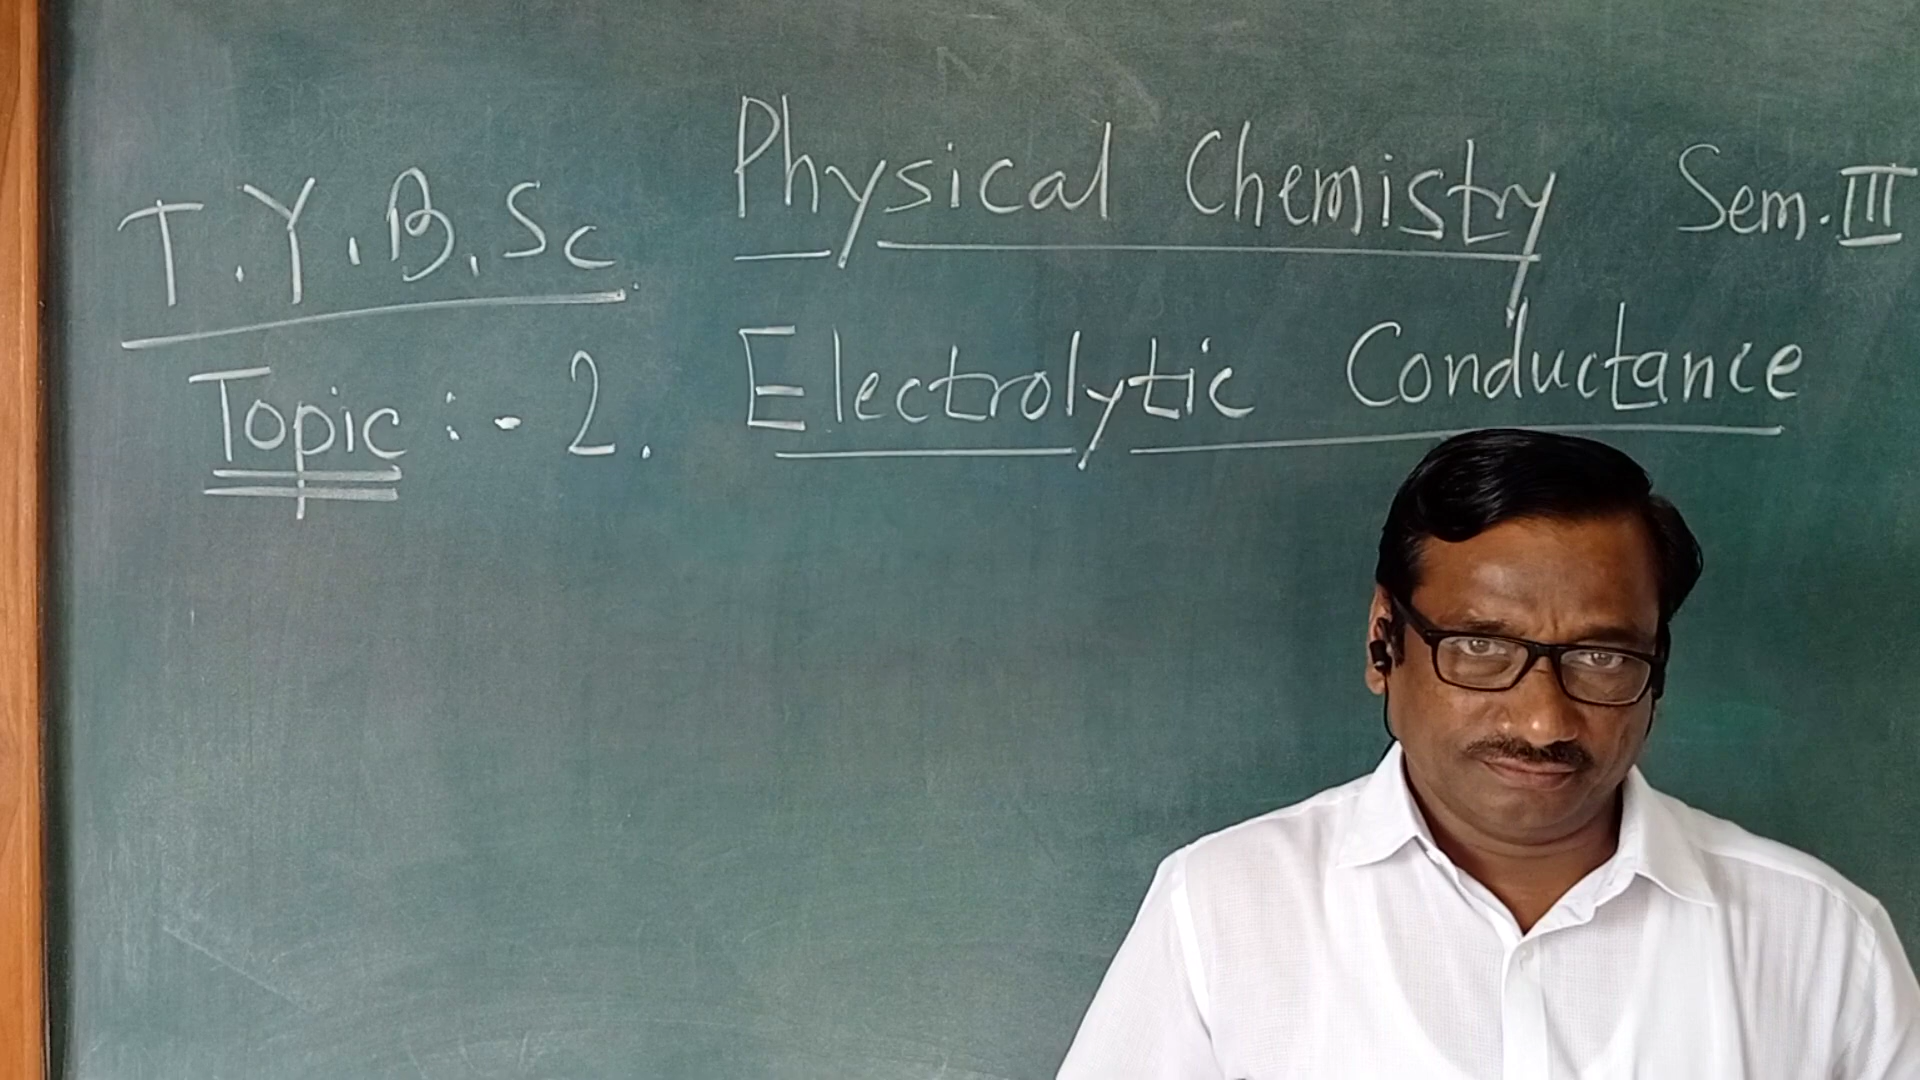 T.Y.B.Sc. Physical Chemistry Sem. III
Topic :- 2. Electrolytic Conductance